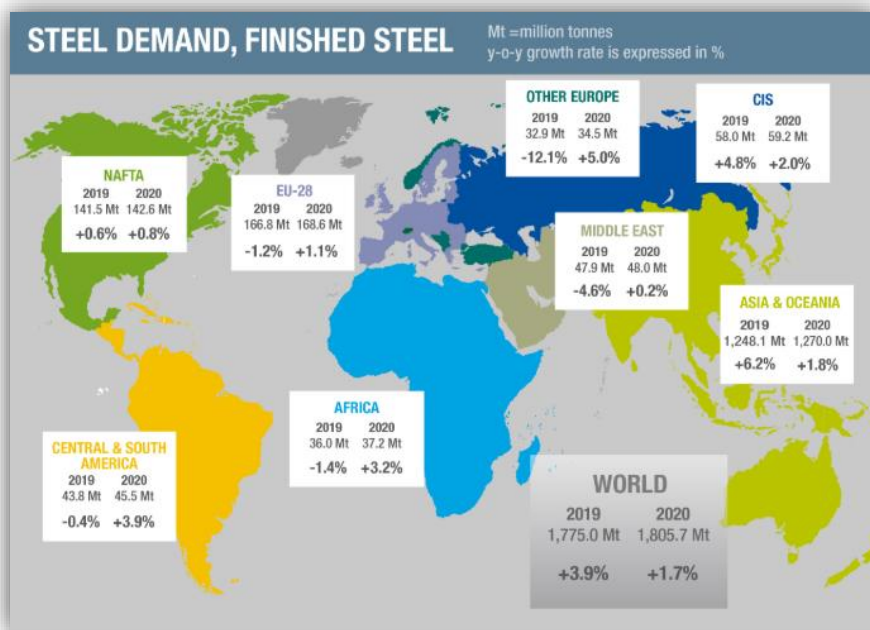 STEEL DEMAND, FINISHED STEEL
Mt =million tonnes
y-o-y growth rate is expressed in %
OTHER EUROPE
2019 2020
32.9 Mt 34.5 Mt
-12.1% +5.0%
CIS
2019 2020
58.0 Mt 59.2 Mt
+4.8% +2.0%
NAFTA
2019 2020
141.5 Mt 142.6 Mt
+0.6% +0.8%
EU-28
2019 2020
166.8 Mt 168.6 Mt
-1.2% +1.1%
MIDDLE EAST
2019 2020
47.9 Mt 48.0 Mt
-4.6% +0.2%
ASIA & OCEANIA
2019 2020
1,248.1 Mt 1,270.0 Mt
+6.2% +1.8%
AFRICA
2019 2020
36.0 Mt 37.2 Mt
-1.4% +3.2%
CENTRAL & SOUTH
AMERICA
2019 2020
43.8 Mt 45.5 Mt
-0.4% +3.9%
WORLD
2019 2020
1,775.0 Mt 1,805.7 Mt
+3.9% +1.7%